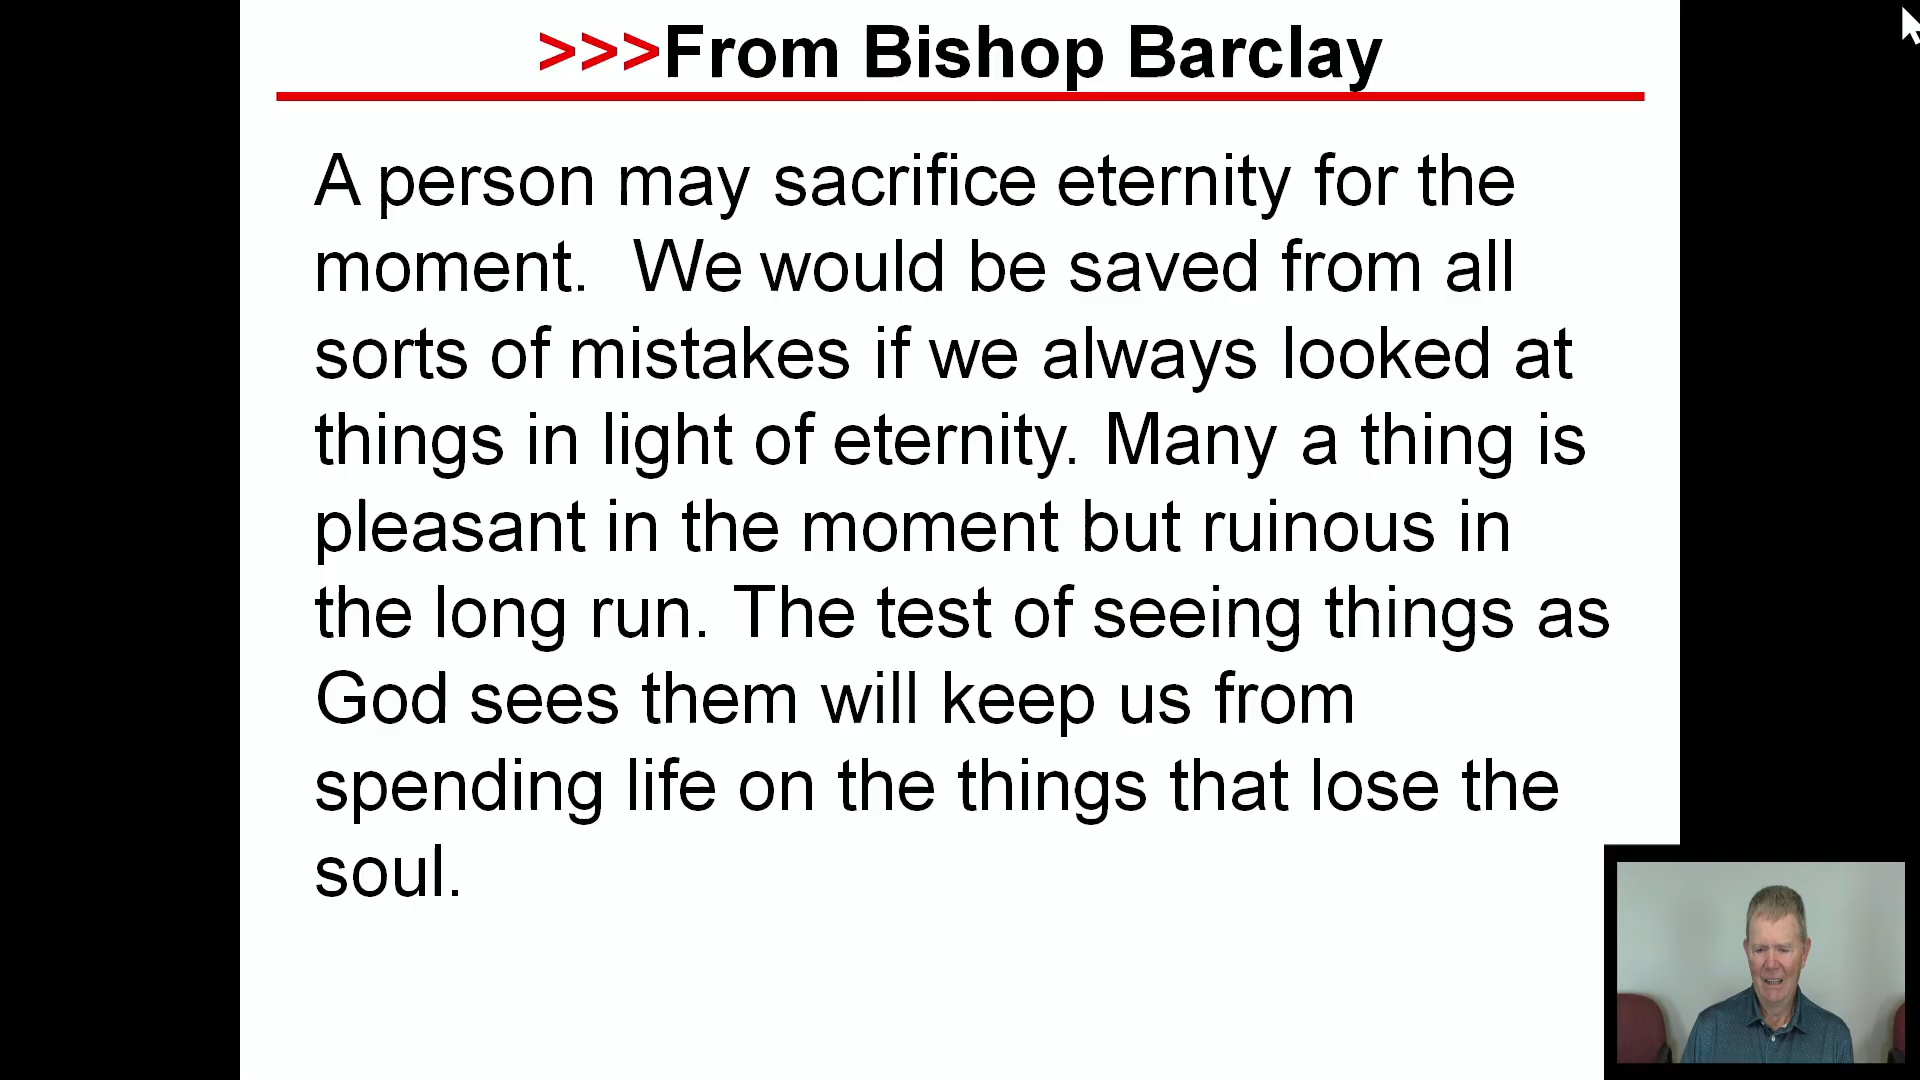 >>>From Bishop Barclay
A person may sacrifice eternity for the
moment.  We would be saved from all
sorts of mistakes if we always looked at
things in light of eternity. Many a thing is
pleasant in the moment but ruinous in
the long run. The test of seeing things as
God sees them will keep us from
spending life on the things that lose the
soul.